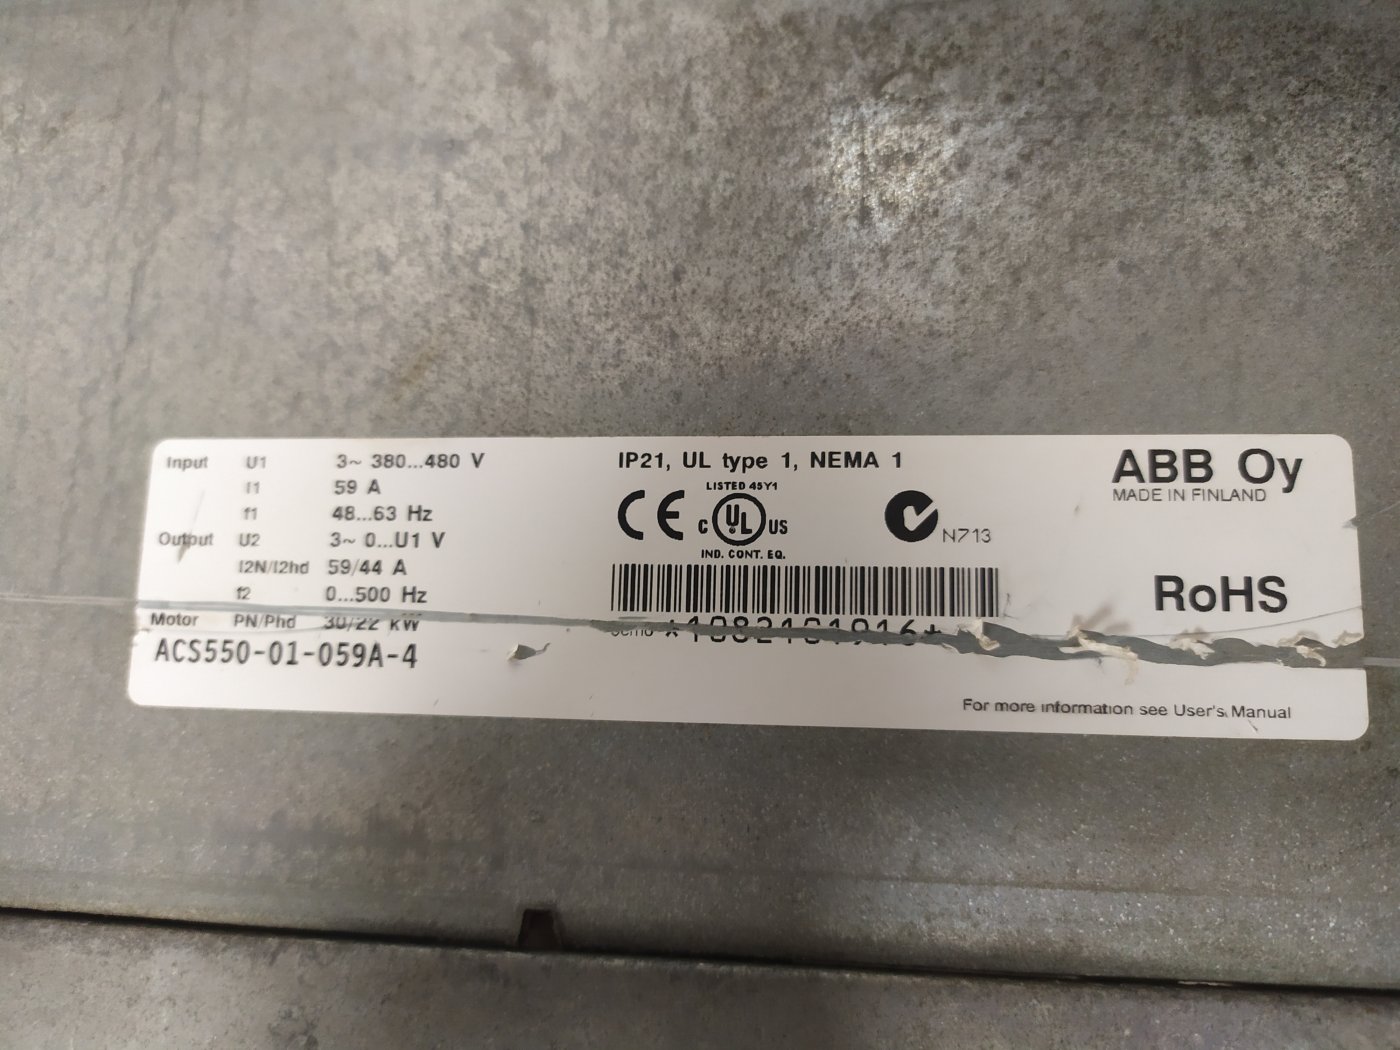 Input U1 3~ 380...480 V
I1 59 A
f1 48...63 Hz
Output U2 3~ 0...U1 V
I2N/I2hd 59/44 A
f2 0...500 Hz
Motor PN/Phd 30/22 kW
ACS550-01-059A-4
IP21, UL type 1, NEMA 1
LISTED 45Y1
CE C UL US
IND. CONT. EQ.
N713
ABB Oy
MADE IN FINLAND
RoHS
For more information see User's Manual